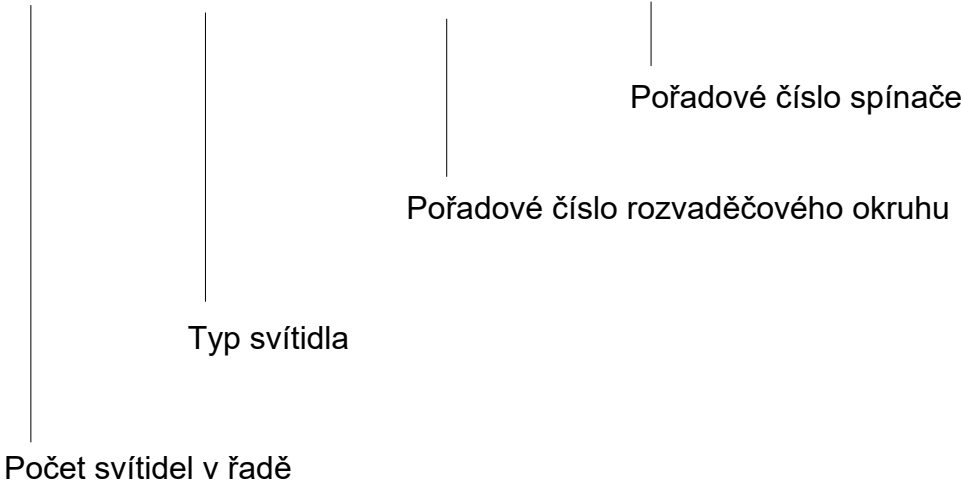 Pořadové číslo spínače
Pořadové číslo rozvaděčového okruhu
Typ svítidla
Počet svítidel v řadě